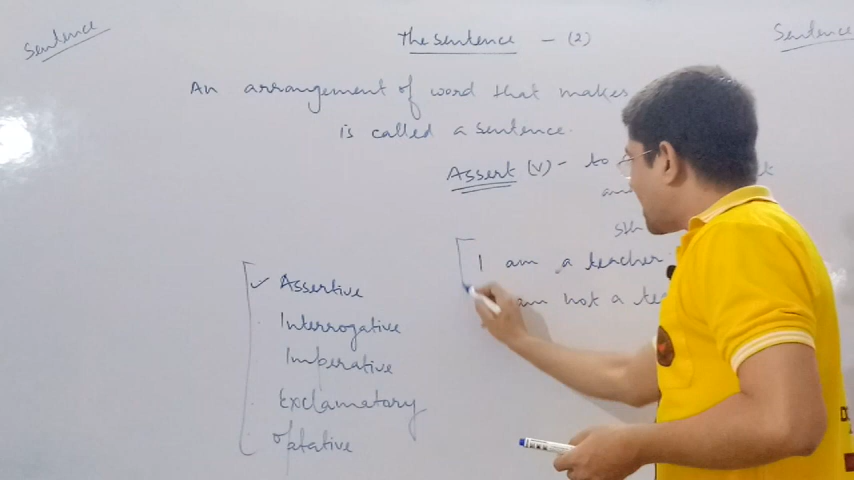 Sentence
The sentence - (2)
Sentence
An arrangement of word that makes
is called a sentence.
Assert (v) - to
I am a teacher
am not a
✓ Assertive
Interrogative
Imperative
Exclamatory
Optative